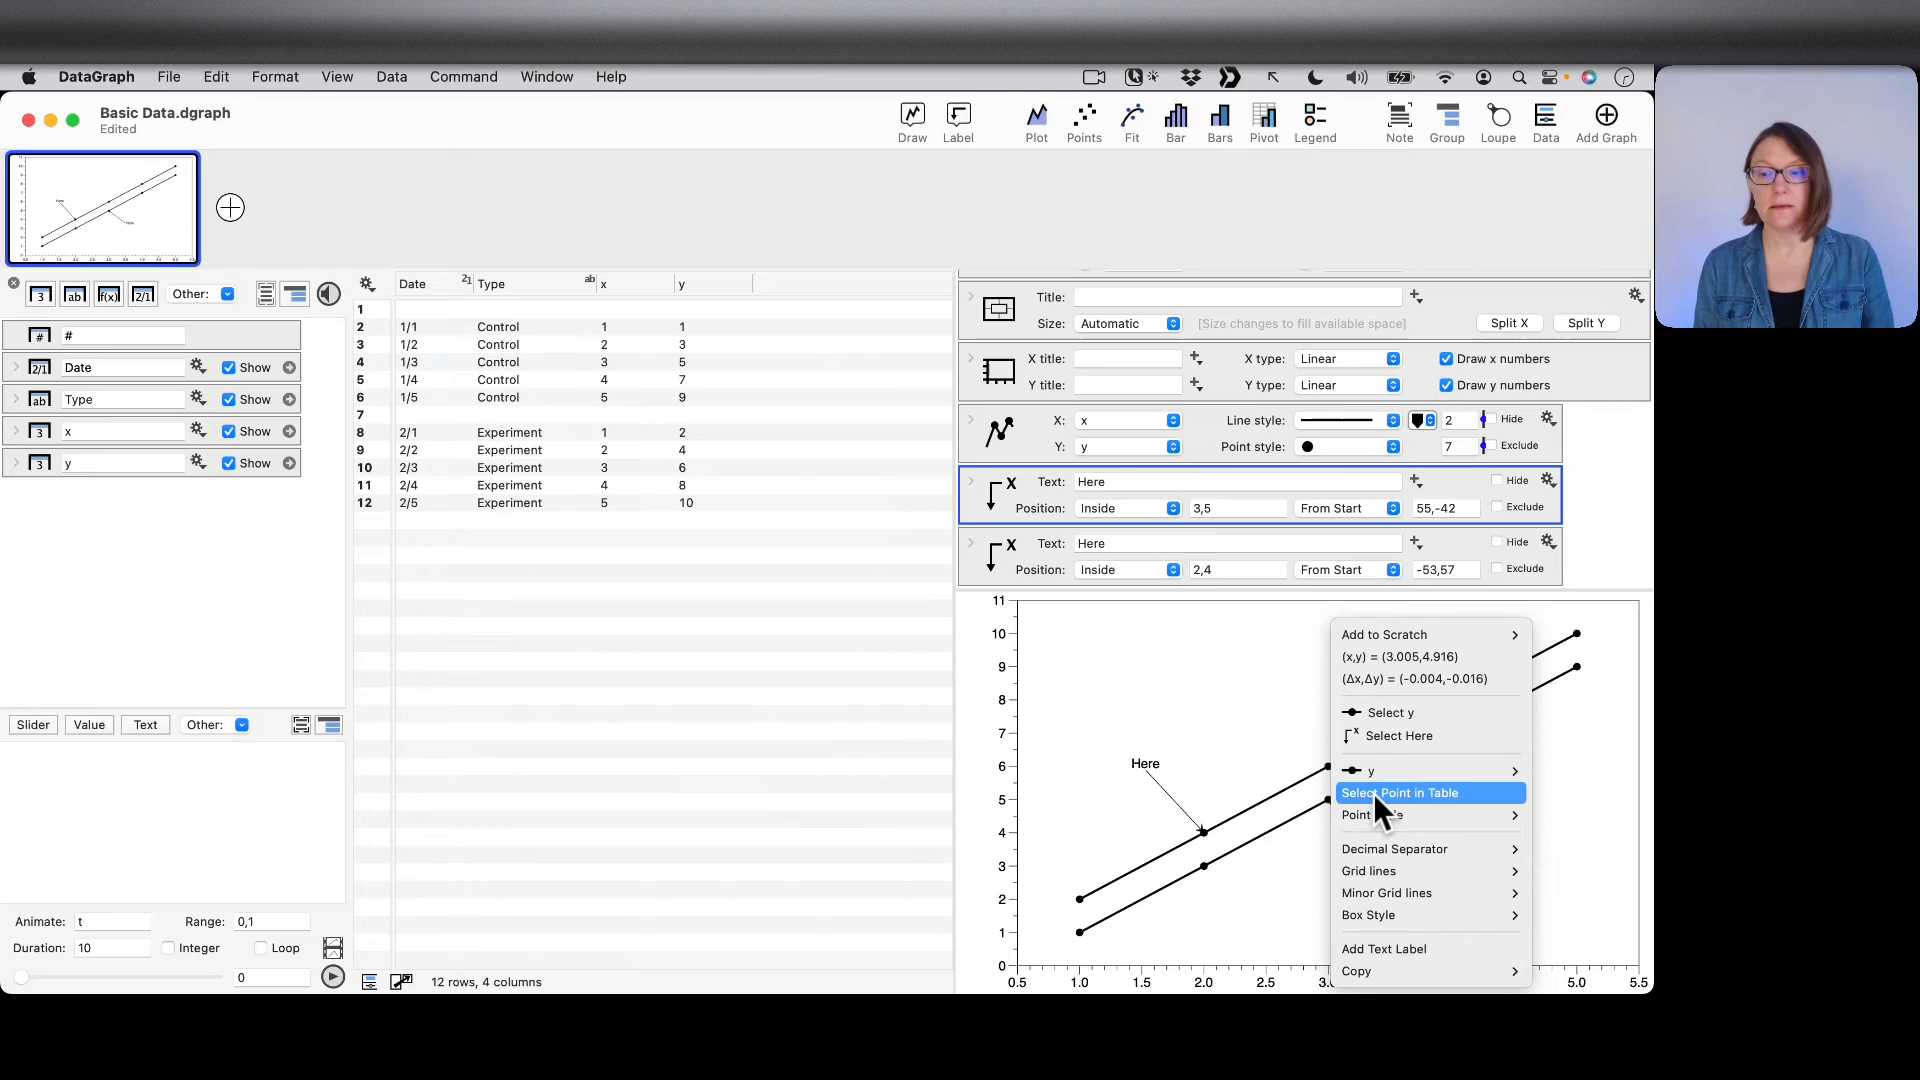 DataGraph File Edit Format View Data Command Window Help
Basic Data.dgraph
Edited
Draw Label Plot Points Fit Bar Bars Pivot Legend Note Group Loupe Data Add Graph
3 ab f(x) 2/1 Other:
# #
2/1 Date Show
ab Type Show
3 x Show
3 y Show
Slider Value Text Other:
Animate: t Range: 0,1
Duration: 10 Integer Loop
0
Date 21 Type ab x y
1
2 1/1 Control 1 1
3 1/2 Control 2 3
4 1/3 Control 3 5
5 1/4 Control 4 7
6 1/5 Control 5 9
7
8 2/1 Experiment 1 2
9 2/2 Experiment 2 4
10 2/3 Experiment 3 6
11 2/4 Experiment 4 8
12 2/5 Experiment 5 10
12 rows, 4 columns
Title:
Size: Automatic [Size changes to fill available space] Split X Split Y
X title: X type: Linear Draw x numbers
Y title: Y type: Linear Draw y numbers
X: x Line style: 2 Hide
Y: y Point style: 7 Exclude
X Text: Here Hide
Position: Inside 3,5 From Start 55,-42 Exclude
X Text: Here Hide
Position: Inside 2,4 From Start -53,57 Exclude
11
10
9
8
7
6
5
4
3
2
1
0
Here
0.5 1.0 1.5 2.0 2.5 3. 5.0 5.5
Add to Scratch
(x,y) = (3.005,4.916)
(Δx,Δy) = (-0.004,-0.016)
Select y
Select Here
y
Select Point in Table
Decimal Separator
Grid lines
Minor Grid lines
Box Style
Add Text Label
Copy